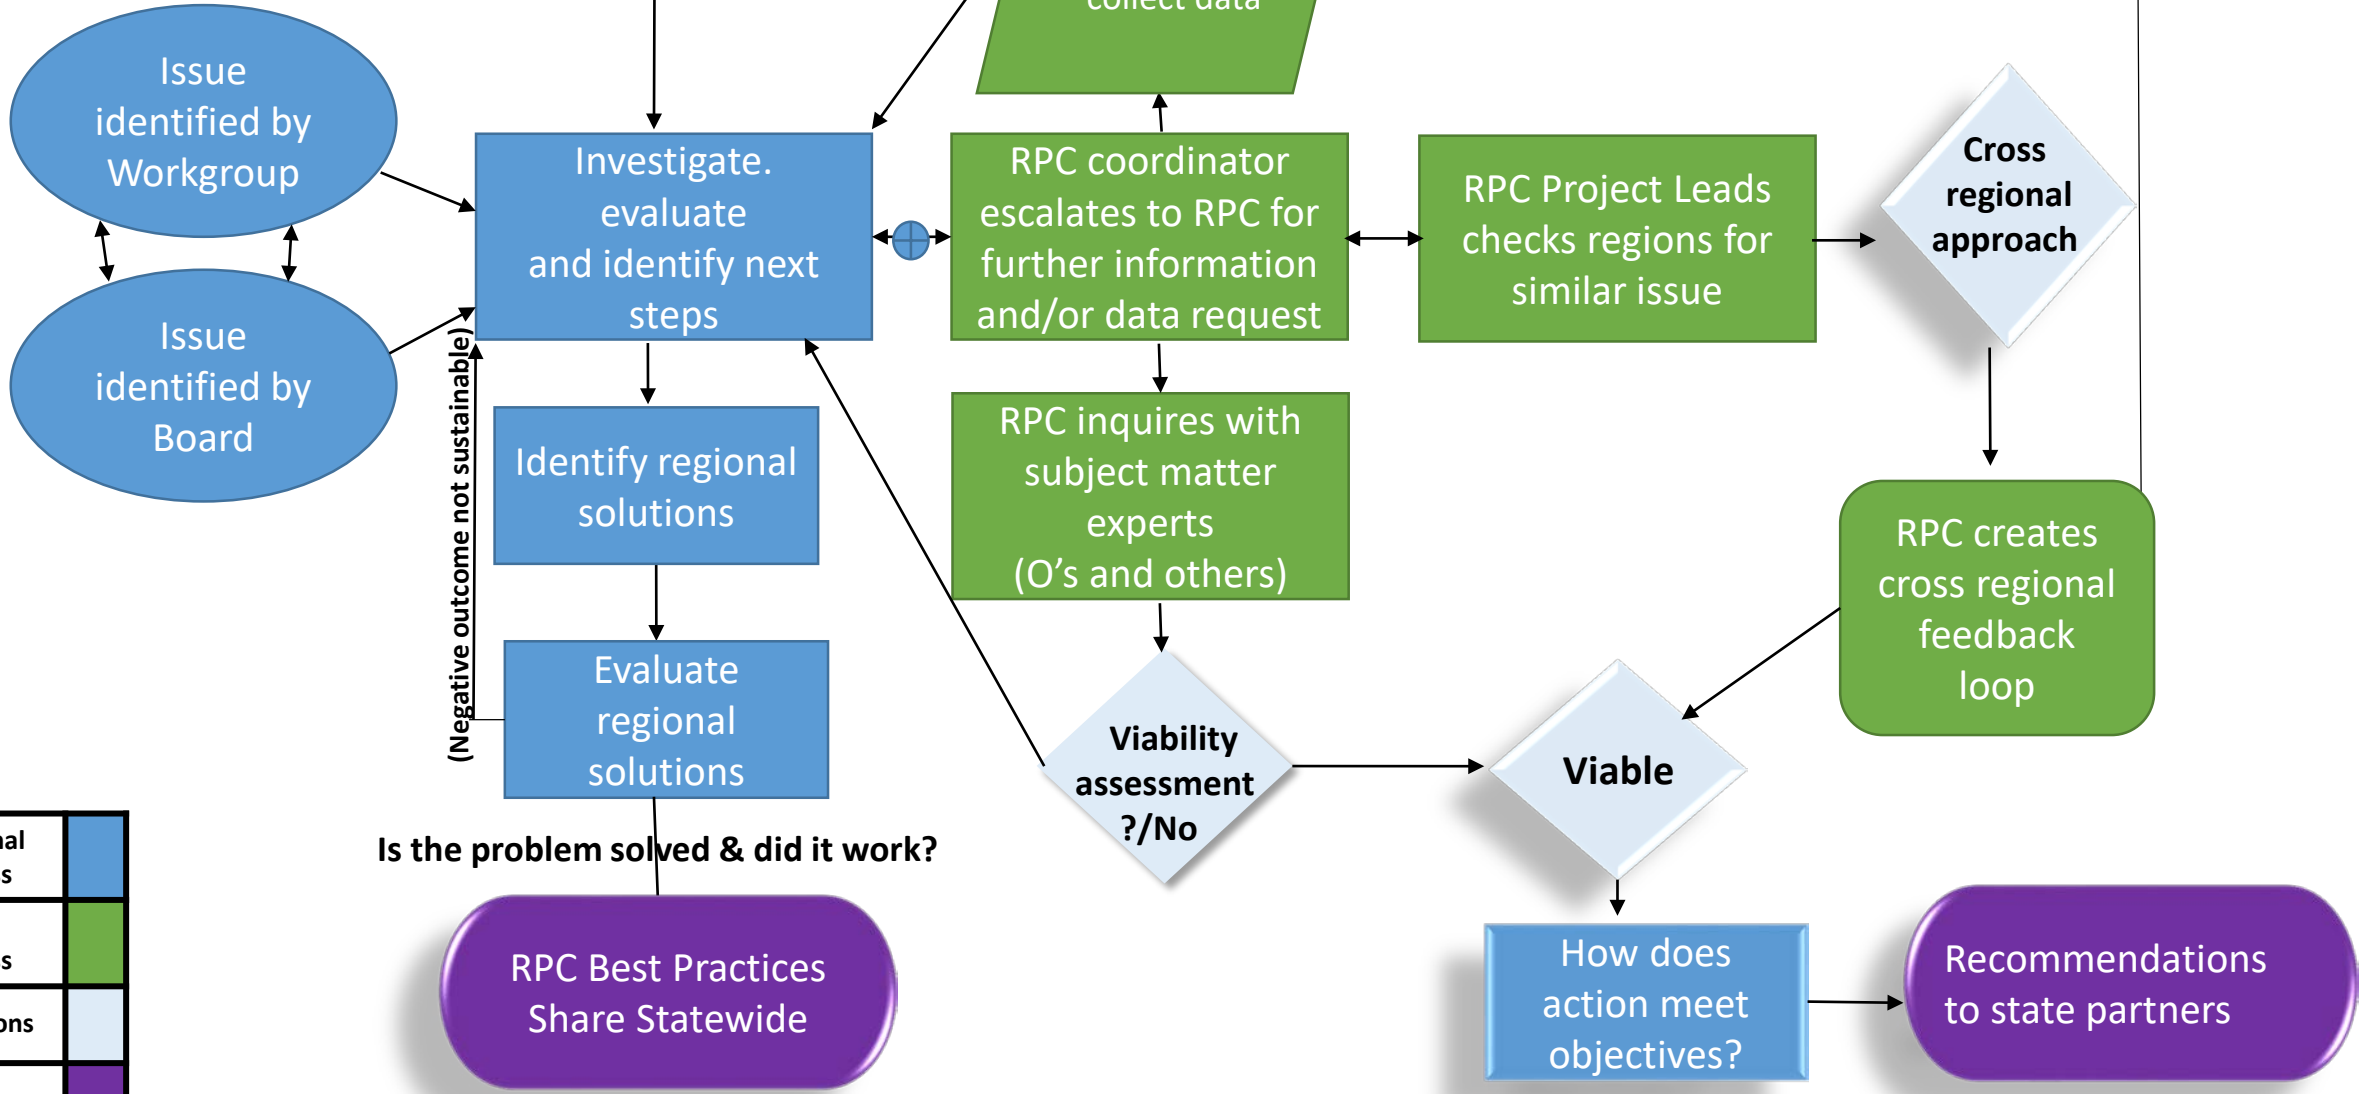 collect data
Issue
identified by
Workgroup
Investigate.
evaluate
and identify next
steps
RPC coordinator
escalates to RPC for
further information
and/or data request
RPC Project Leads
checks regions for
similar issue
Cross
regional
approach
Issue
identified by
Board
(Negative outcome not sustainable)
Identify regional
solutions
RPC inquires with
subject matter
experts
(O's and others)
RPC creates
cross regional
feedback
loop
Evaluate
regional
solutions
Viability
assessment
?/No
Viable
Is the problem solved & did it work?
RPC Best Practices
Share Statewide
How does
action meet
objectives?
Recommendations
to state partners